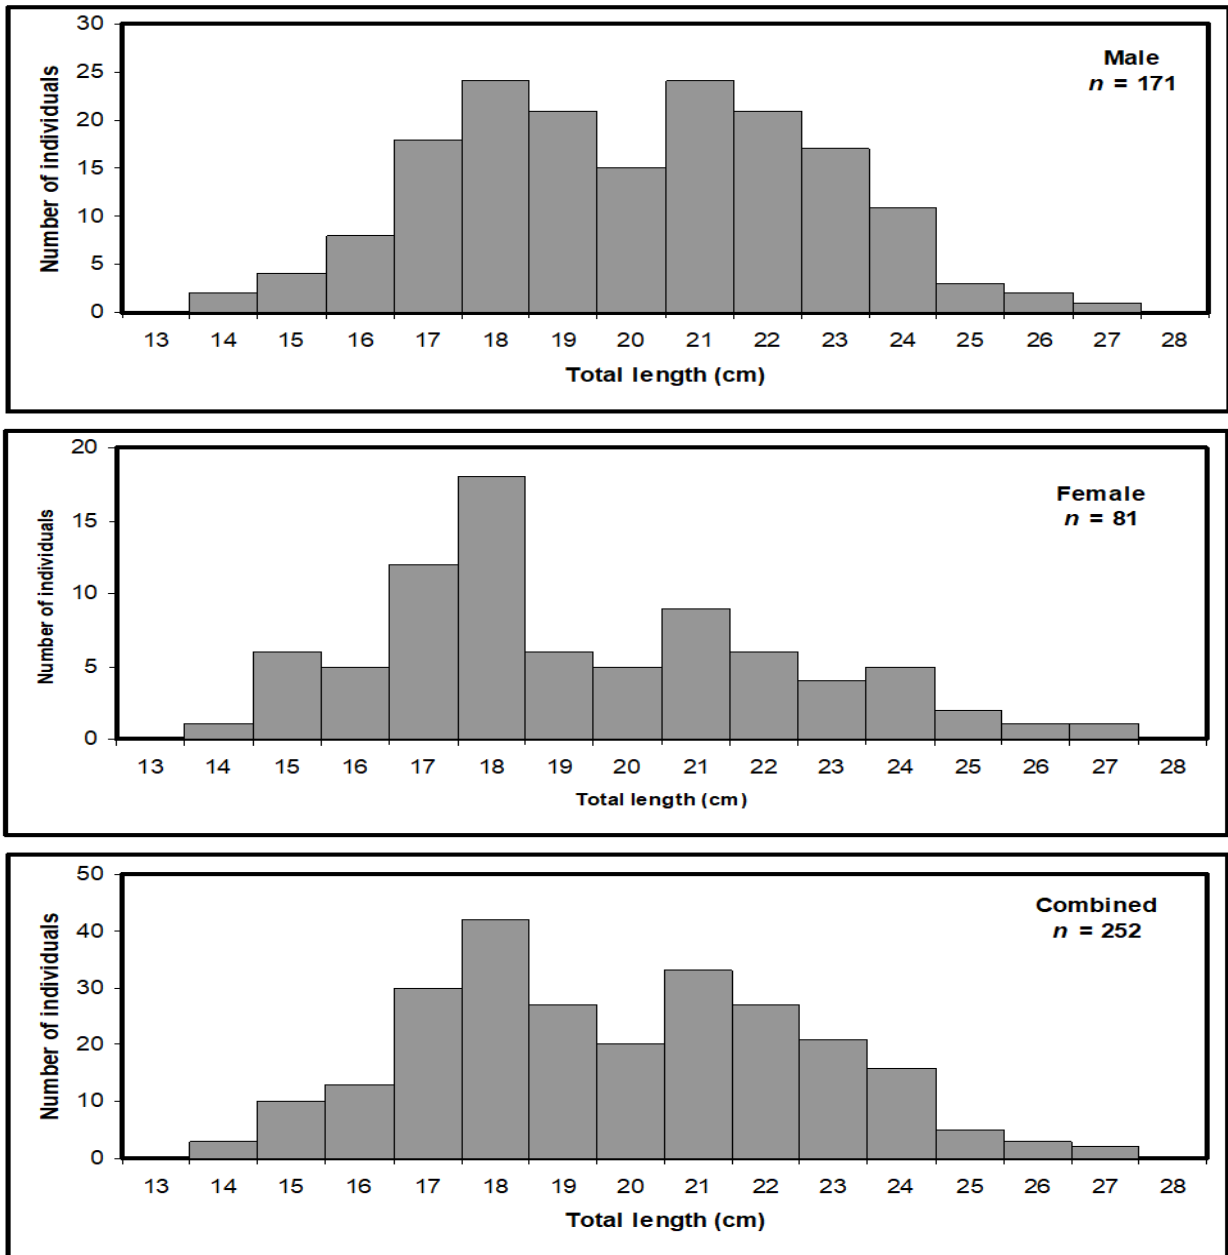 30
25
20
15
10
5
0
Number of individuals
Male
n = 171
13 14 15 16 17 18 19 20 21 22 23 24 25 26 27 28
Total length (cm)
20
15
10
5
0
Number of individuals
Female
n = 81
13 14 15 16 17 18 19 20 21 22 23 24 25 26 27 28
Total length (cm)
50
40
30
20
10
0
Number of individuals
Combined
n = 252
13 14 15 16 17 18 19 20 21 22 23 24 25 26 27 28
Total length (cm)